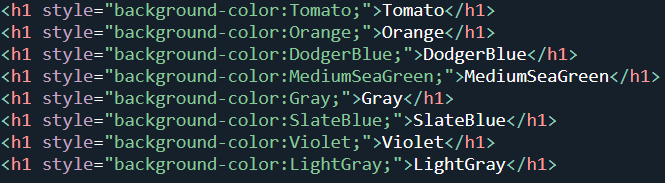 <h1 style="background-color:Tomato;">Tomato</h1>
<h1 style="background-color:Orange;">Orange</h1>
<h1 style="background-color:DodgerBlue;">DodgerBlue</h1>
<h1 style="background-color:MediumSeaGreen;">MediumSeaGreen</h1>
<h1 style="background-color:Gray;">Gray</h1>
<h1 style="background-color:SlateBlue;">SlateBlue</h1>
<h1 style="background-color:Violet;">Violet</h1>
<h1 style="background-color:LightGray;">LightGray</h1>